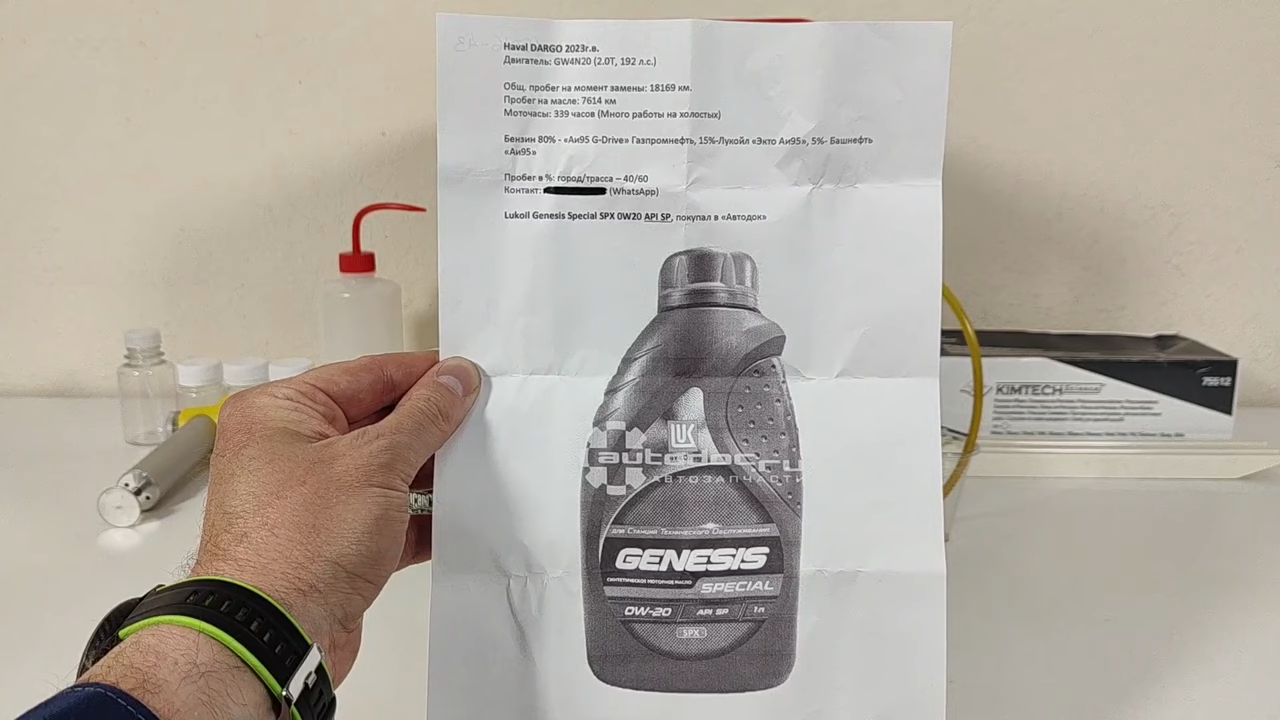 Haval DARGO 2023г.в.
Двигатель: GW4N20 (2.0Т, 192 л.с.)
Общ. пробег на момент замены: 18169 км.
Пробег на масле: 7614 км
Моточасы: 339 часов (Много работы на холостых)
Бензин 80% - «Аи95 G-Drive» Газпромнефть, 15%-Лукойл «Экто Аи95», 5%- Башнефть
«Аи95»
Пробег в %: город/трасса – 40/60
Контакт: (WhatsApp)
Lukoil Genesis Special SPX 0W20 API SP, покупал в «Автодок»
LUK
autodoc.ru
АВТОЗАПЧАСТИ
для Станций Технического Обслуживания
GENESIS
СИНТЕТИЧЕСКОЕ МОТОРНОЕ МАСЛО
SPECIAL
0W-20 API SP 1л
SPX
KIMTECH
75512